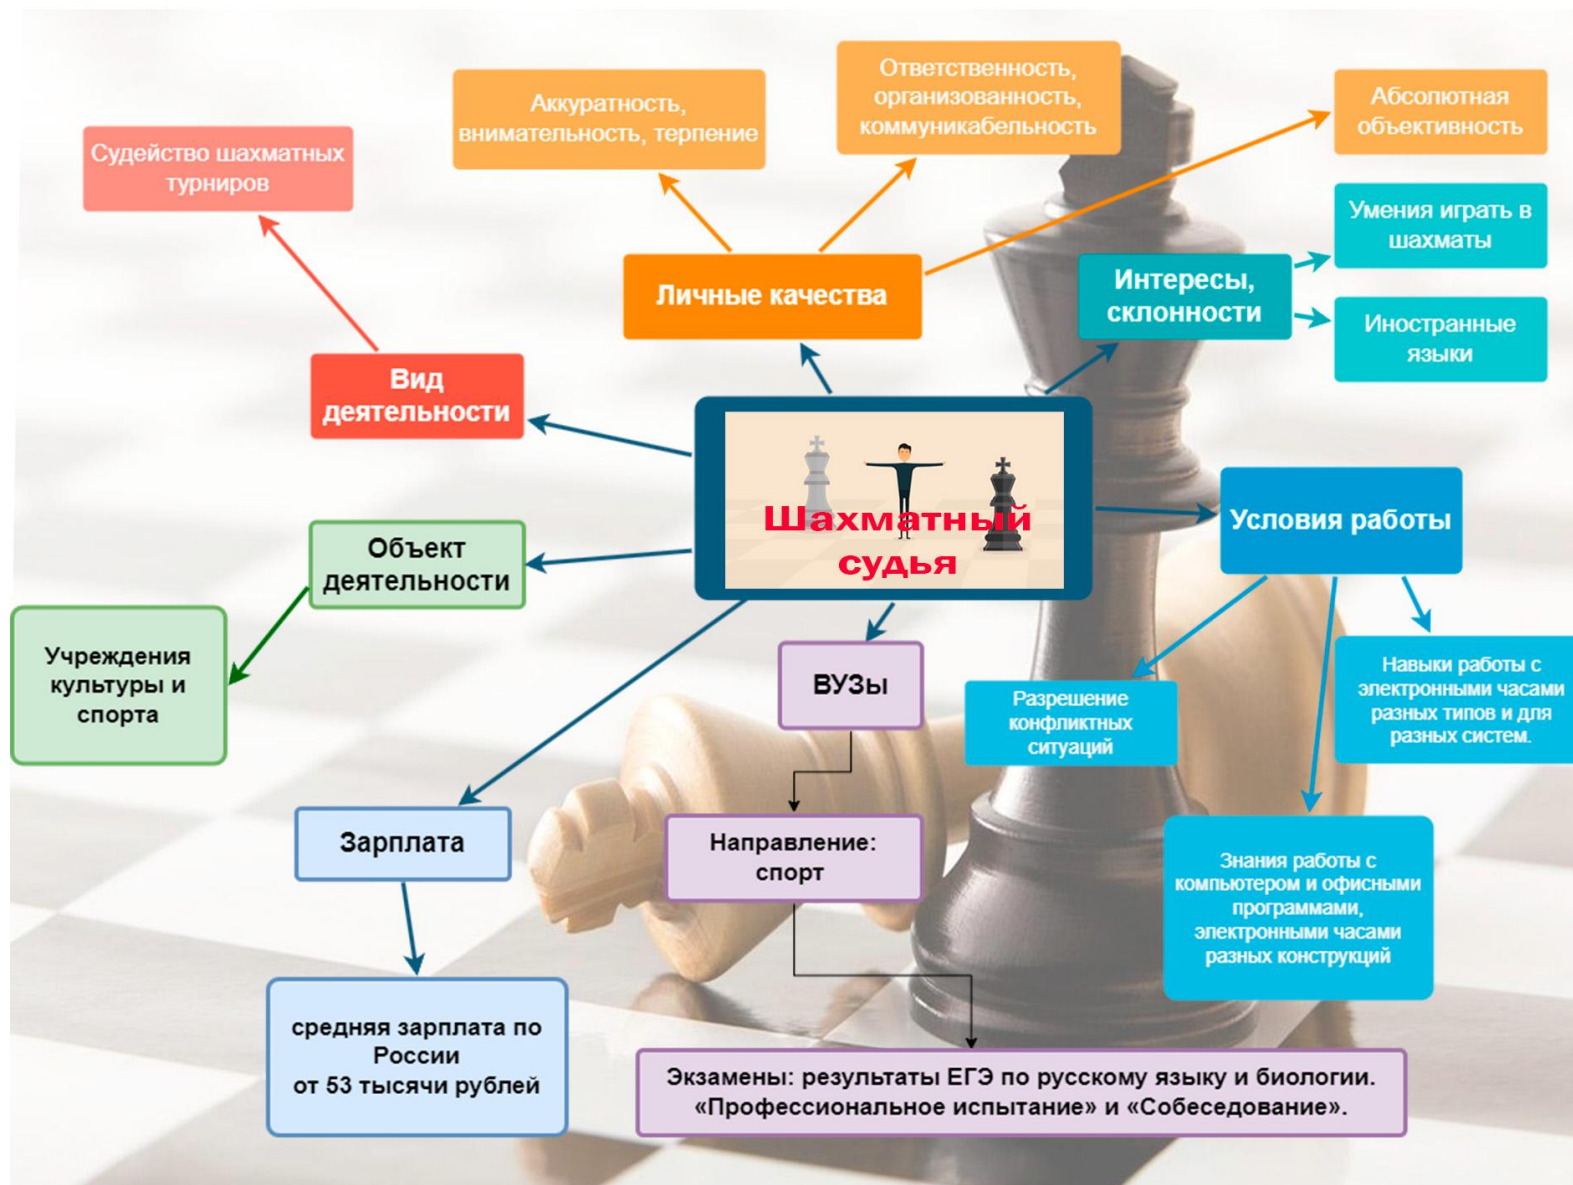 Ответственность,
организованность,
коммуникабельность
Аккуратность,
внимательность, терпение
Абсолютная
объективность
Судейство шахматных
турниров
Умения играть в
шахматы
Личные качества
Интересы,
склонности
Иностранные
языки
Вид
деятельности
Шахматный
судья
Условия работы
Объект
деятельности
Учреждения
культуры и
спорта
ВУЗы
Разрешение
конфликтных
ситуаций
Навыки работы с
электронными часами
разных типов и для
разных систем.
Зарплата
Направление:
спорт
Знания работы с
компьютером и офисными
программами,
электронными часами
разных конструкций
средняя зарплата по
России
от 53 тысячи рублей
Экзамены: результаты ЕГЭ по русскому языку и биологии.
«Профессиональное испытание» и «Собеседование».